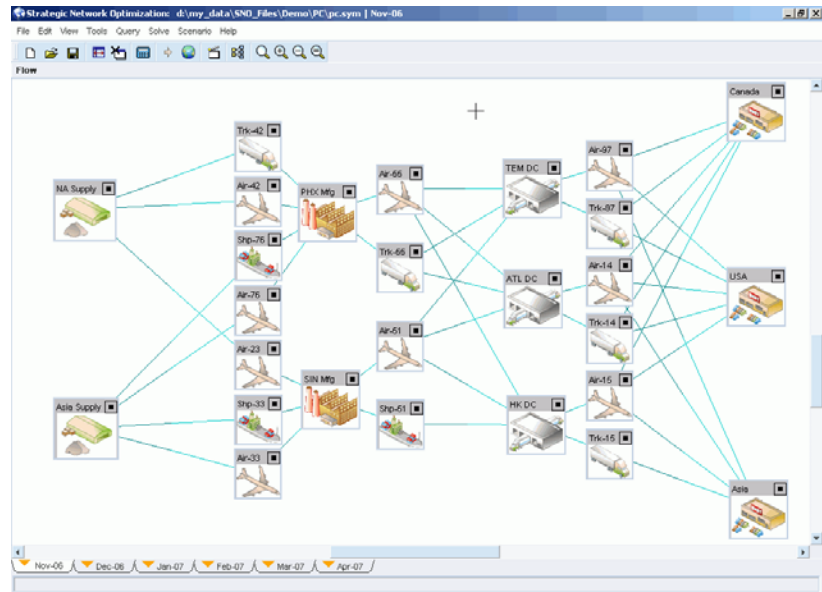 Strategic Network Optimization: d:\my_data\SNO_Files\Demo\PC\pc.sym | Nov-06
File Edit View Tools Query Solve Scenario Help
Flow
Canada
Trk-42
Air-97
TEM DC
Air-66
NA Supply
Air-42
PHX Mfg
Trk-97
Shp-76
Trk-66
Air-14
ATL DC
USA
Air-76
Air-51
Trk-14
Air-23
SIN Mfg
Air-15
Asia Supply
Shp-33
Shp-51
HK DC
Trk-15
Air-33
Asia
Nov-06 Dec-06 Jan-07 Feb-07 Mar-07 Apr-07